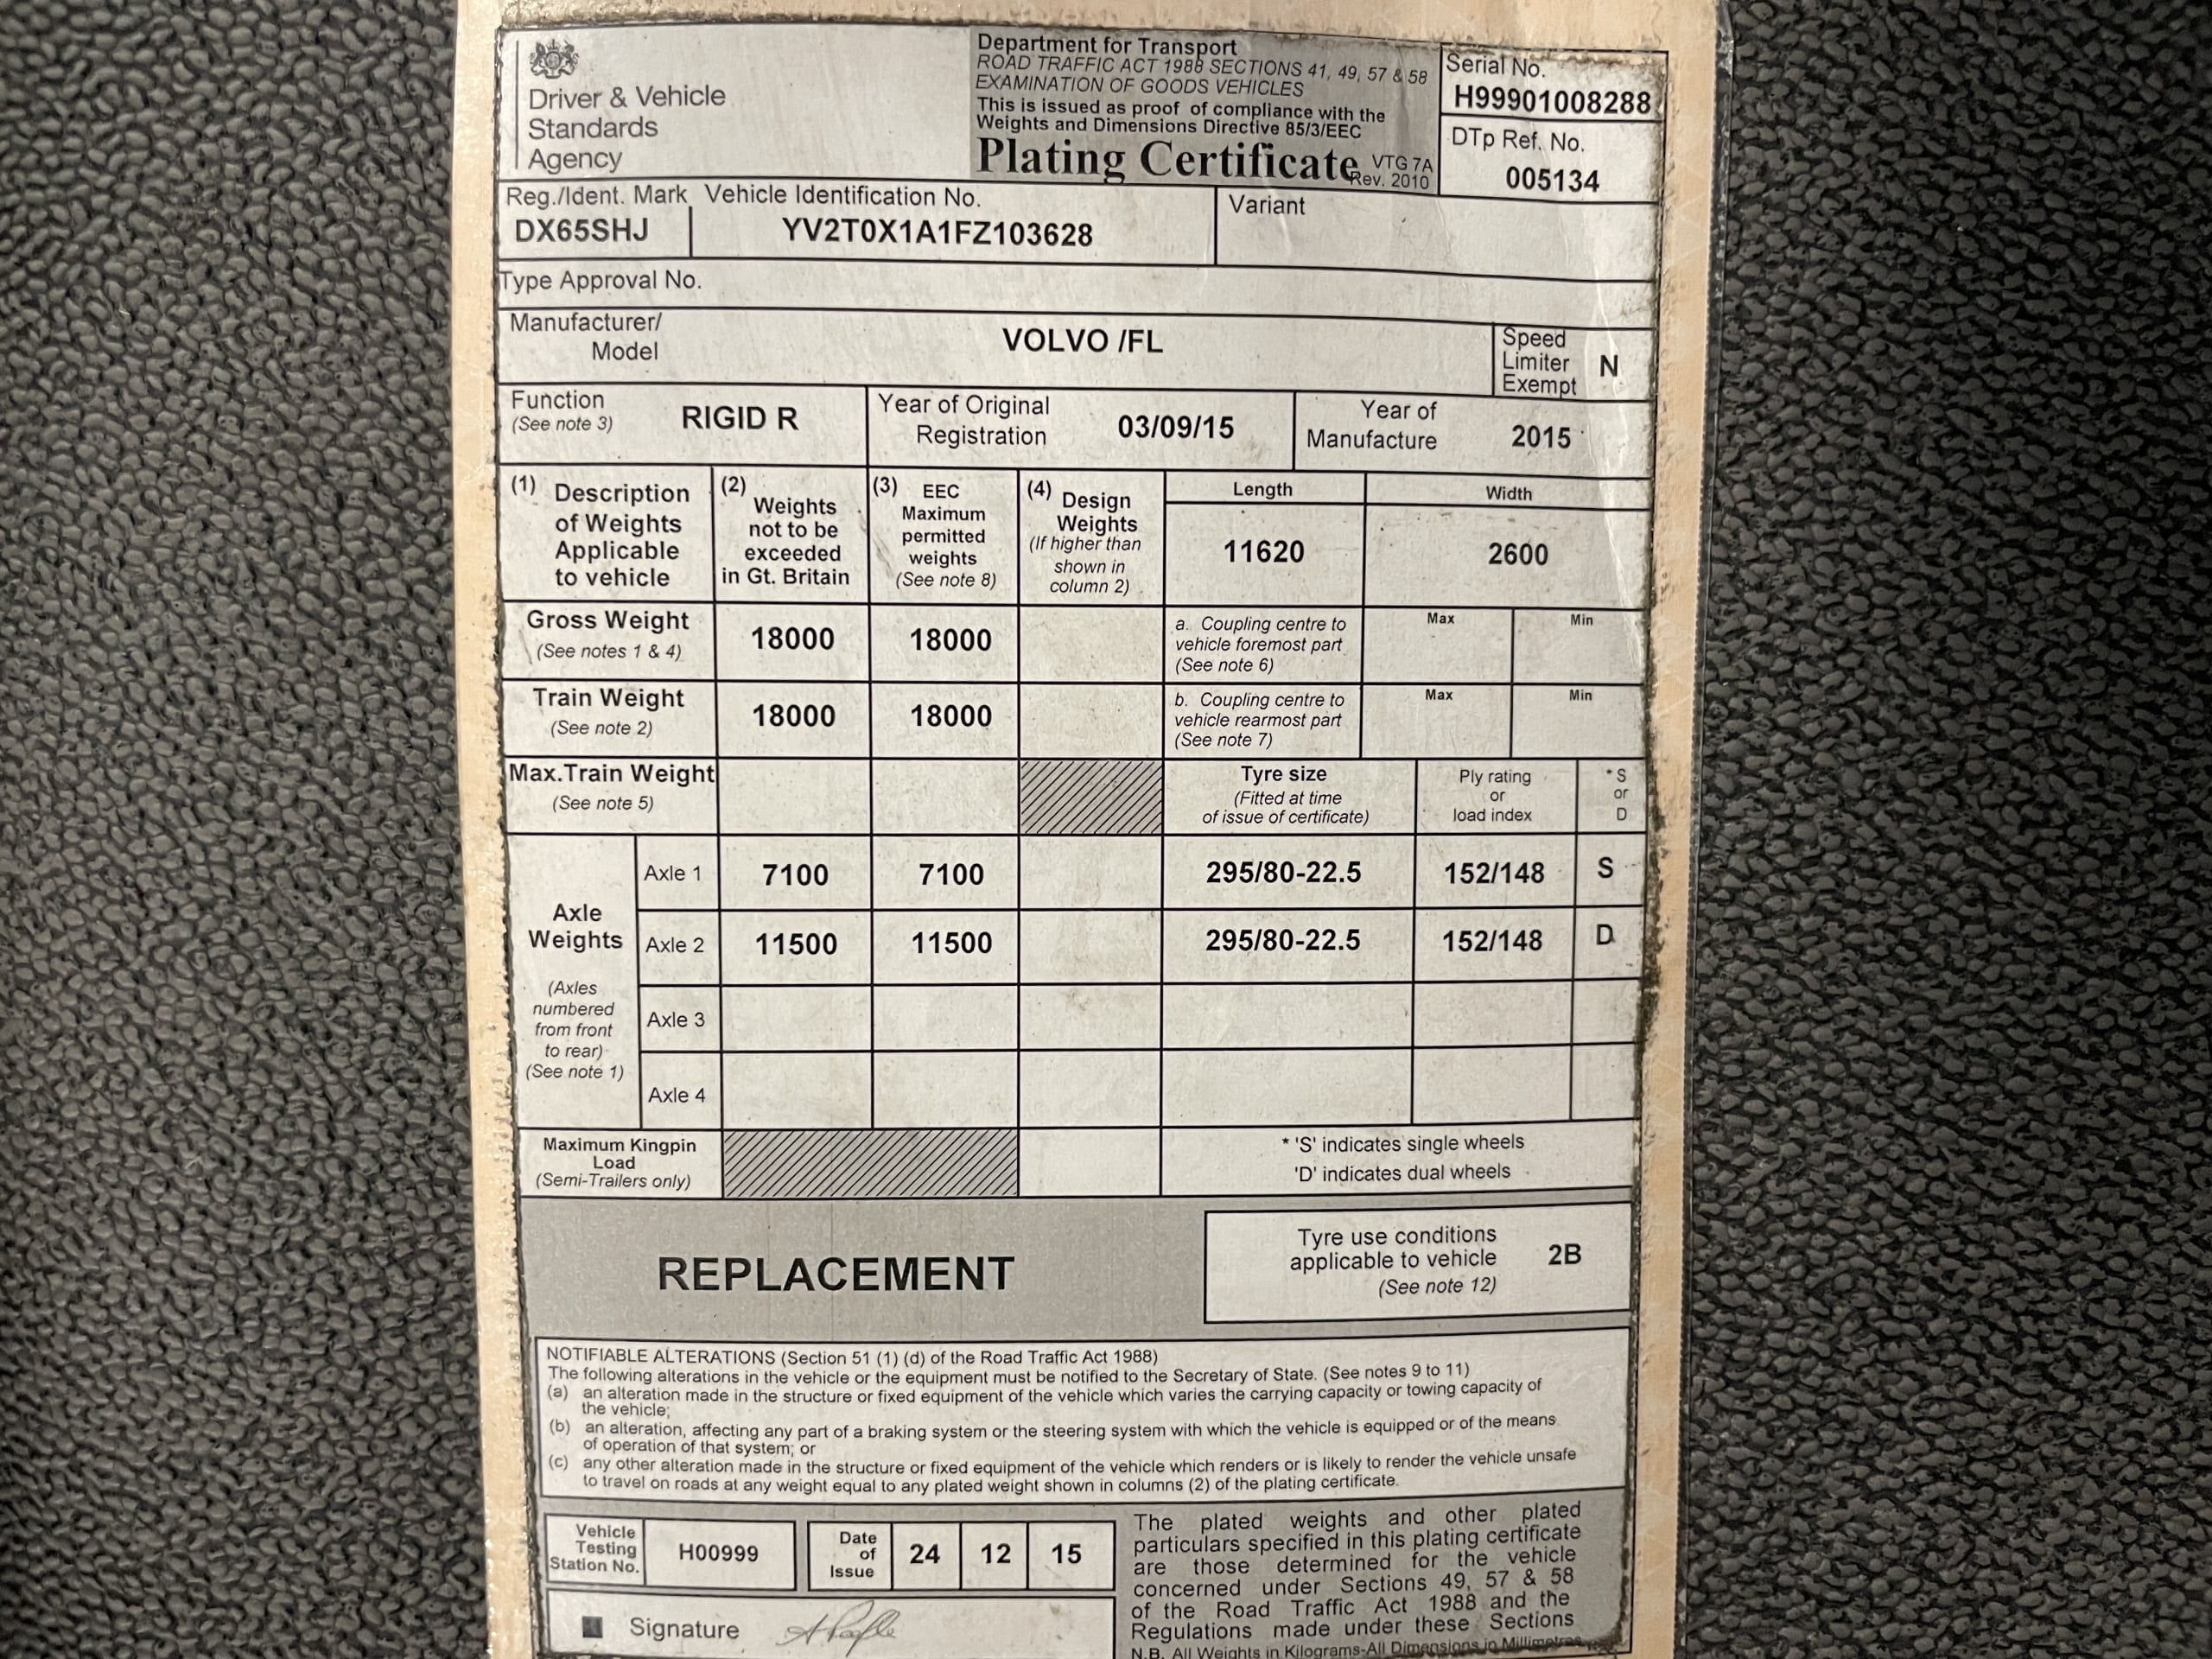 Driver & Vehicle
Standards
Agency
Department for Transport
ROAD TRAFFIC ACT 1988 SECTIONS 41, 49, 57 & 58
EXAMINATION OF GOODS VEHICLES
This is issued as proof of compliance with the
Weights and Dimensions Directive 85/3/EEC
Plating Certificate
VTG 7A
Rev. 2010
Serial No.
H99901008288
DTp Ref. No.
005134
Reg./Ident. Mark
DX65SHJ
Vehicle Identification No.
YV2T0X1A1FZ103628
Variant
Type Approval No.
Manufacturer/
Model
VOLVO /FL
Speed
Limiter
Exempt
N
Function
(See note 3)
RIGID R
Year of Original
Registration
03/09/15
Year of
Manufacture
2015
(1) Description
of Weights
Applicable
to vehicle
(2) Weights
not to be
exceeded
in Gt. Britain
(3) EEC
Maximum
permitted
weights
(See note 8)
(4) Design
Weights
(If higher than
shown in
column 2)
Length
11620
Width
2600
Gross Weight
(See notes 1 & 4)
18000
18000
a. Coupling centre to
vehicle foremost part
(See note 6)
Max
Min
Train Weight
(See note 2)
18000
18000
b. Coupling centre to
vehicle rearmost part
(See note 7)
Max
Min
Max.Train Weight
(See note 5)
Tyre size
(Fitted at time
of issue of certificate)
Ply rating
or
load index
* S
or
D
Axle
Weights
(Axles
numbered
from front
to rear)
(See note 1)
Axle 1
7100
7100
295/80-22.5
152/148
S
Axle 2
11500
11500
295/80-22.5
152/148
D
Axle 3
Axle 4
Maximum Kingpin
Load
(Semi-Trailers only)
* 'S' indicates single wheels
'D' indicates dual wheels
REPLACEMENT
Tyre use conditions
applicable to vehicle
(See note 12)
2B
NOTIFIABLE ALTERATIONS (Section 51 (1) (d) of the Road Traffic Act 1988)
The following alterations in the vehicle or the equipment must be notified to the Secretary of State. (See notes 9 to 11)
(a) an alteration made in the structure or fixed equipment of the vehicle which varies the carrying capacity or towing capacity of
the vehicle;
(b) an alteration, affecting any part of a braking system or the steering system with which the vehicle is equipped or of the means
of operation of that system; or
(c) any other alteration made in the structure or fixed equipment of the vehicle which renders or is likely to render the vehicle unsafe
to travel on roads at any weight equal to any plated weight shown in columns (2) of the plating certificate.
Vehicle
Testing
Station No.
H00999
Date
of
Issue
24
12
15
Signature
The plated weights and other plated
particulars specified in this plating certificate
are those determined for the vehicle
concerned under Sections 49, 57 & 58
of the Road Traffic Act 1988 and the
Regulations made under these Sections
N.B. All Weights in Kilograms-All Dimensions in Millimetres